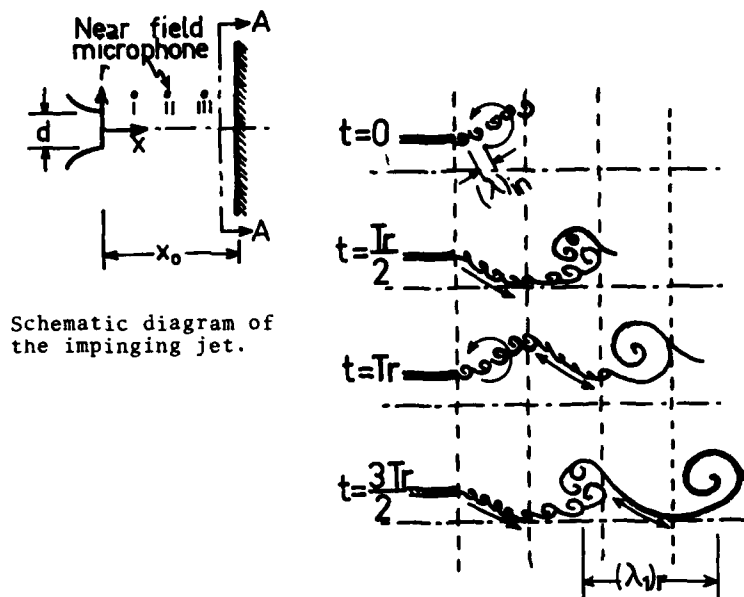 A
Near field
microphone
r
i
ii
iii
d
x
A
x₀
Schematic diagram of
the impinging jet.
t=0
(λ)in
t=Tr/2
t=Tr
t=3Tr/2
(λ₁)r